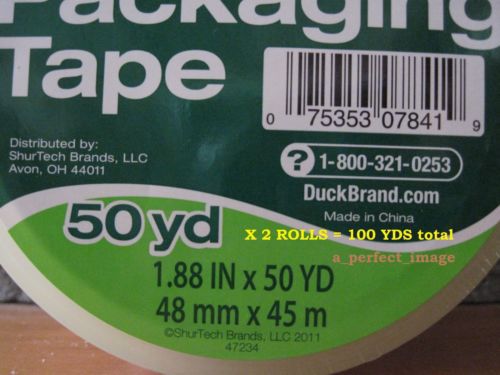 Packaging
Tape
0 75353 07841 9
Distributed by:
ShurTech Brands, LLC
Avon, OH 44011
? 1-800-321-0253
DuckBrand.com
Made in China
50 yd
X 2 ROLLS = 100 YDS total
a_perfect_image
1.88 IN x 50 YD
48 mm x 45 m
©ShurTech Brands, LLC 2011
47234